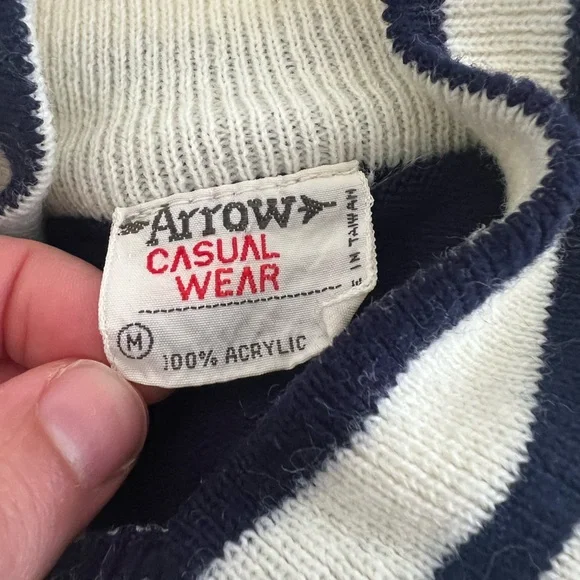 Arrow
CASUAL
WEAR
M
100% ACRYLIC
IN TAIWAN